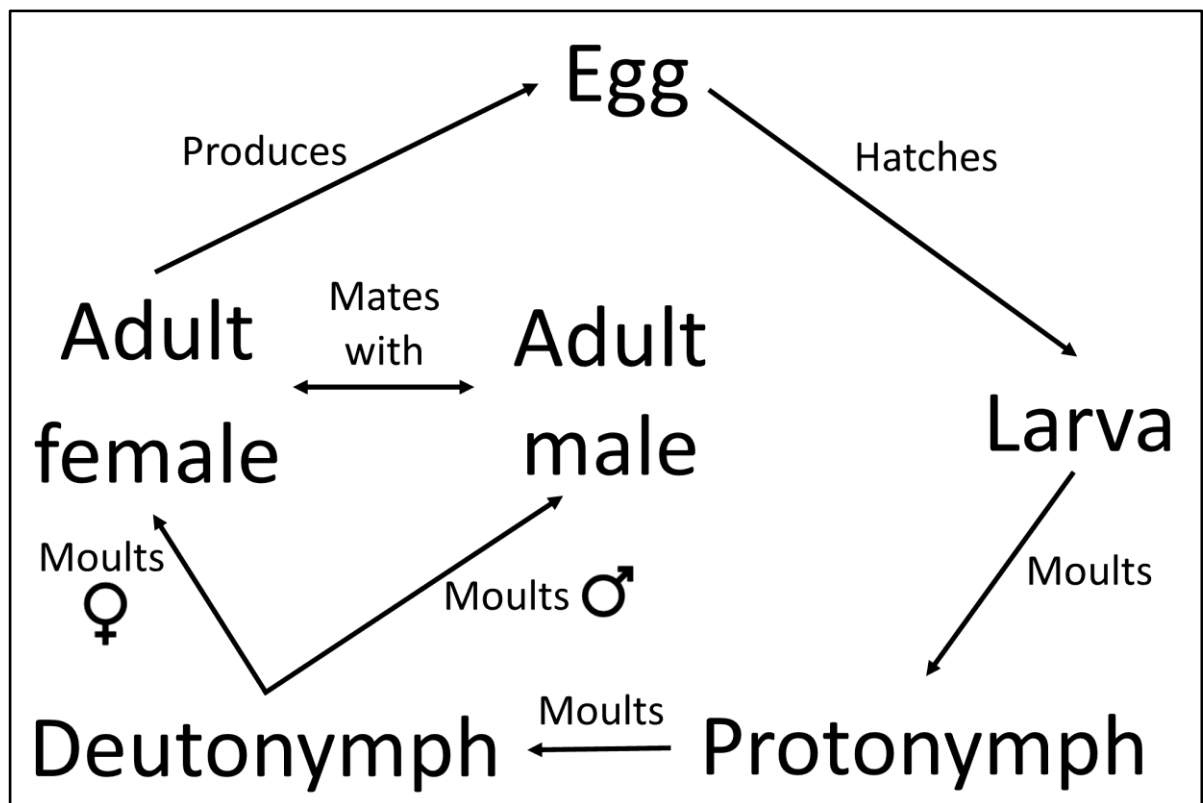 Egg
Produces
Hatches
Adult
female
Mates
with
Adult
male
Larva
Moults
♀
Moults ♂
Moults
Deutonymph
Moults
Protonymph